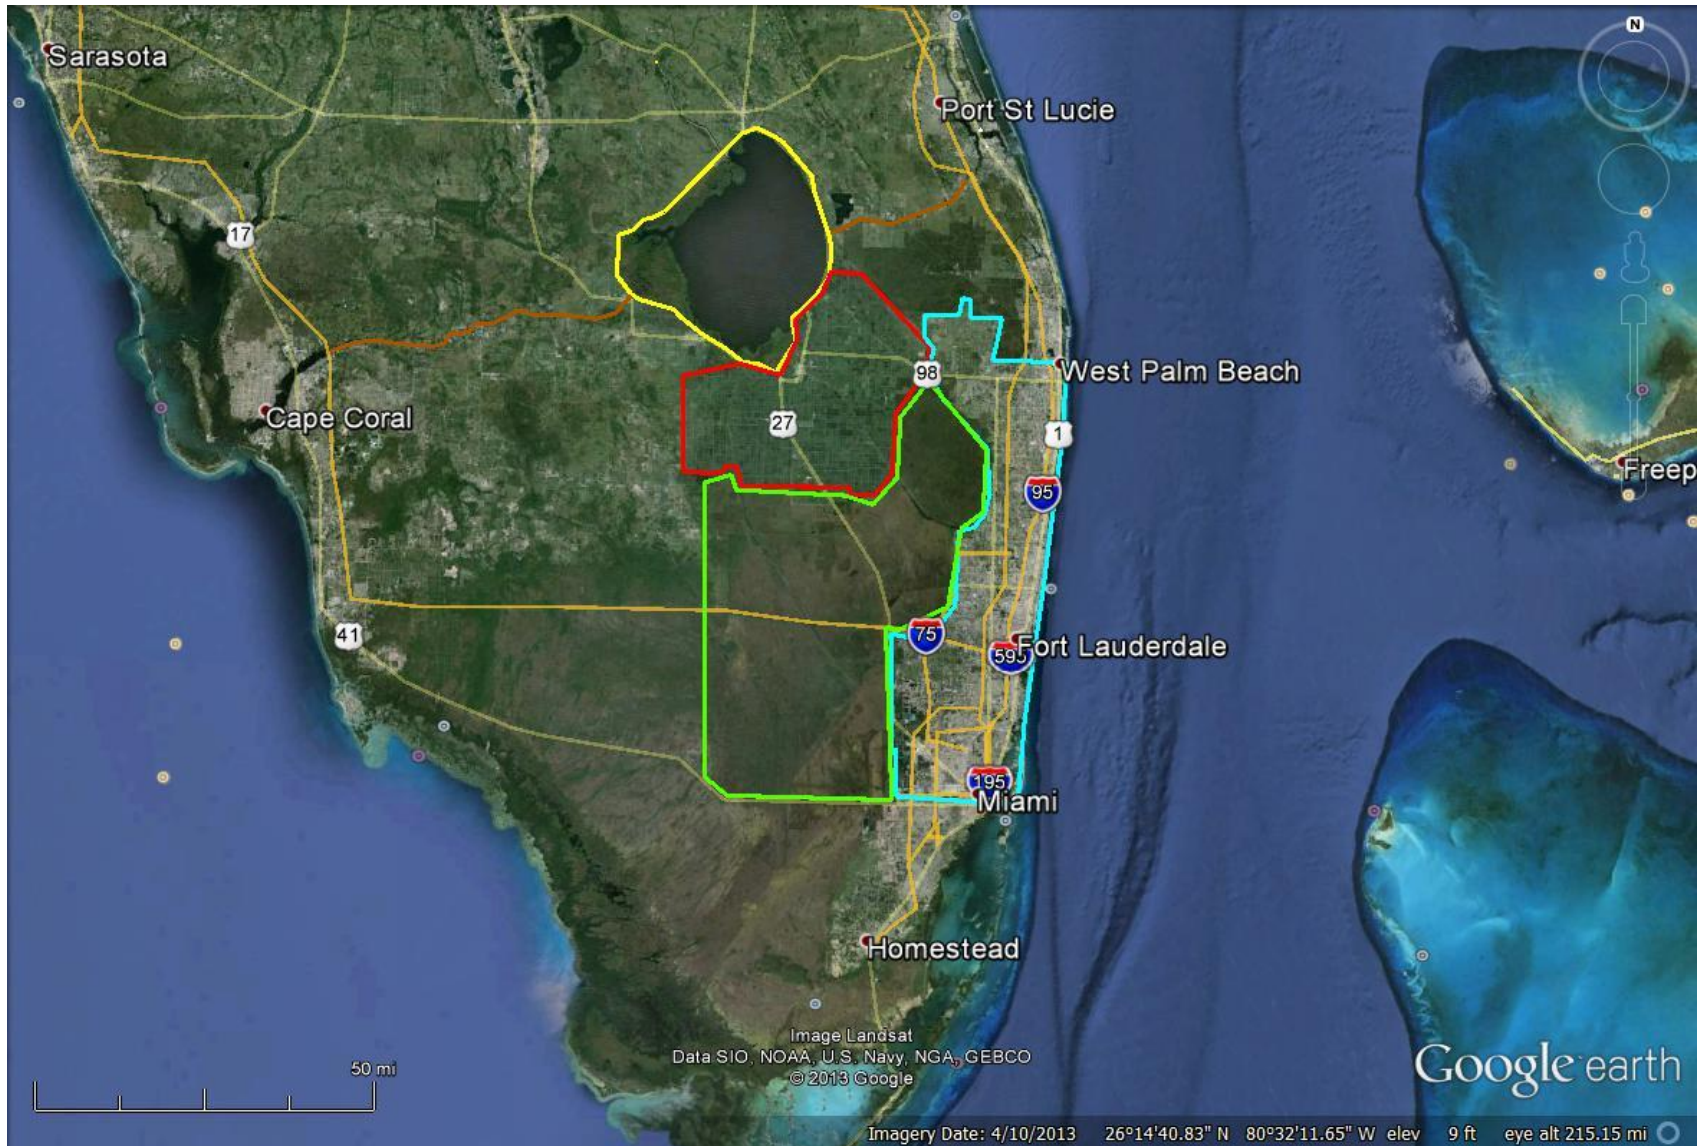 N
Sarasota
Port St Lucie
17
98
West Palm Beach
Cape Coral
27
1
95
Freep
41
75
595
Fort Lauderdale
195
Miami
Homestead
Image Landsat
Data SIO, NOAA, U.S. Navy, NGA, GEBCO
© 2013 Google
50 mi
Google earth
Imagery Date: 4/10/2013 26°14'40.83" N 80°32'11.65" W elev 9 ft eye alt 215.15 mi